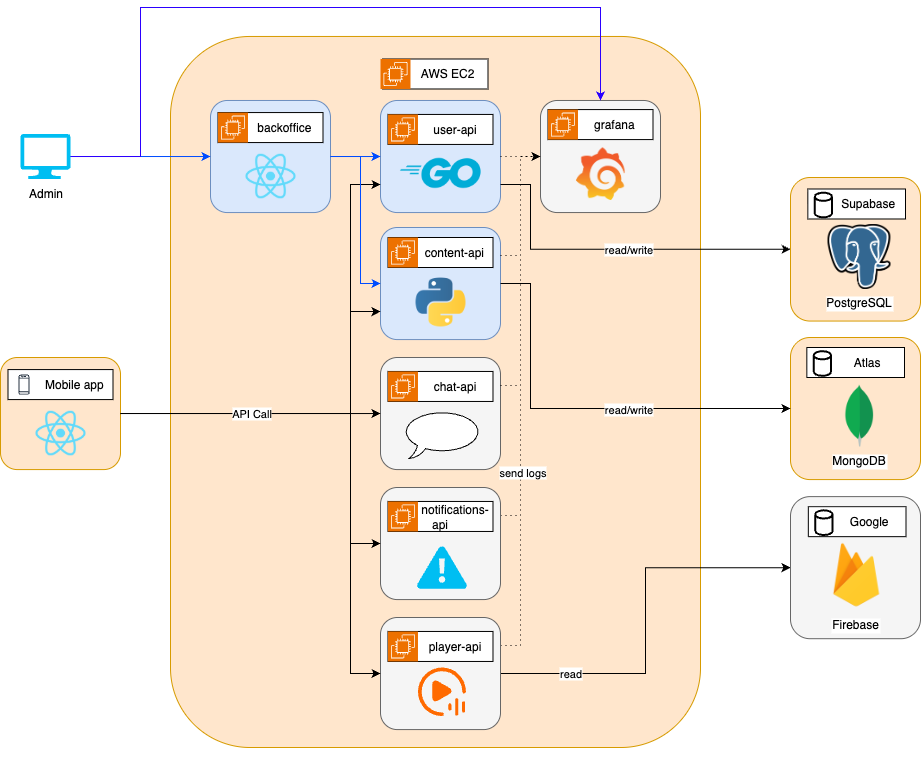 AWS EC2
backoffice
user-api
GO
grafana
Admin
Supabase
read/write
content-api
PostgreSQL
Atlas
Mobile app
chat-api
read/write
API Call
MongoDB
send logs
notifications-
api
Google
Firebase
player-api
read